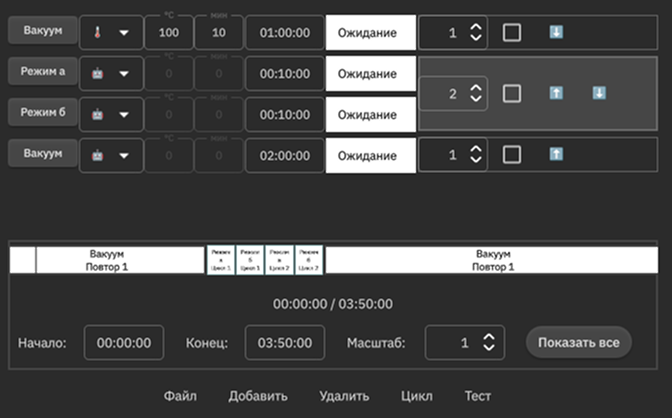 °C мин
Вакуум 100 10 01:00:00 Ожидание 1
°C мин
Режим а 0 0 00:10:00 Ожидание
2
°C мин
Режим б 0 0 00:10:00 Ожидание
°C мин
Вакуум 0 0 02:00:00 Ожидание 1
Вакуум Режим Режим Режим Режим Вакуум
а б а б
Повтор 1 Цикл 1 Цикл 1 Цикл 2 Цикл 2 Повтор 1
00:00:00 / 03:50:00
Начало: 00:00:00 Конец: 03:50:00 Масштаб: 1 Показать все
Файл Добавить Удалить Цикл Тест